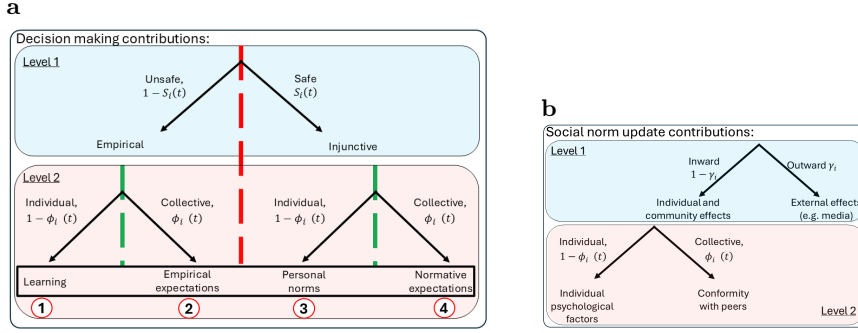 a
Decision making contributions:
Level 1
Unsafe,
1 − S_i(t)
Safe
S_i(t)
Empirical
Injunctive
Level 2
Individual,
1 − ϕ_i (t)
Collective,
ϕ_i (t)
Individual,
1 − ϕ_i (t)
Collective,
ϕ_i (t)
Learning
Empirical
expectations
Personal
norms
Normative
expectations
1
2
3
4
b
Social norm update contributions:
Level 1
Inward
1 − γ_i
Outward γ_i
Individual and
community effects
External effects
(e.g. media)
Individual,
1 − ϕ_i (t)
Collective,
ϕ_i (t)
Individual
psychological
factors
Conformity
with peers
Level 2